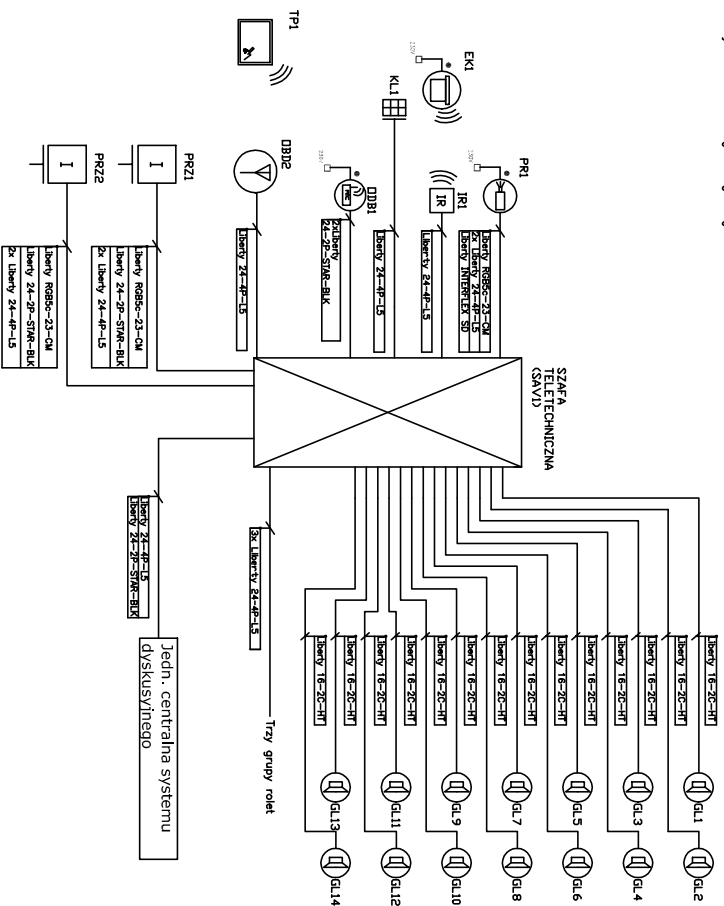 TP1
EK1
230V
KL1
PR1
230V
IR1
IR
ODB1
230V
MIC
OBD2
PRZ1
I
PRZ2
I
Liberty RGB5c-23-CM
2x Liberty 24-4P-L5
Liberty INTERFLEX SD
Liberty 24-4P-L5
Liberty 24-4P-L5
2xLiberty
24-2P-STAR-BLK
Liberty 24-4P-L5
Liberty RGB5c-23-CM
Liberty 24-2P-STAR-BLK
2x Liberty 24-4P-L5
Liberty RGB5c-23-CM
Liberty 24-2P-STAR-BLK
2x Liberty 24-4P-L5
SZAFA
TELETECHNICZNA
(SAV1)
Liberty 24-4P-L5
Liberty 24-2P-STAR-BLK
Jedn. centralna systemu
dyskusyjnego
3x Liberty 24-4P-L5
Trzy grupy rolet
Liberty 16-2C-HT
Liberty 16-2C-HT
Liberty 16-2C-HT
Liberty 16-2C-HT
Liberty 16-2C-HT
Liberty 16-2C-HT
Liberty 16-2C-HT
Liberty 16-2C-HT
Liberty 16-2C-HT
Liberty 16-2C-HT
Liberty 16-2C-HT
Liberty 16-2C-HT
Liberty 16-2C-HT
Liberty 16-2C-HT
GL1
GL2
GL3
GL4
GL5
GL6
GL7
GL8
GL9
GL10
GL11
GL12
GL13
GL14